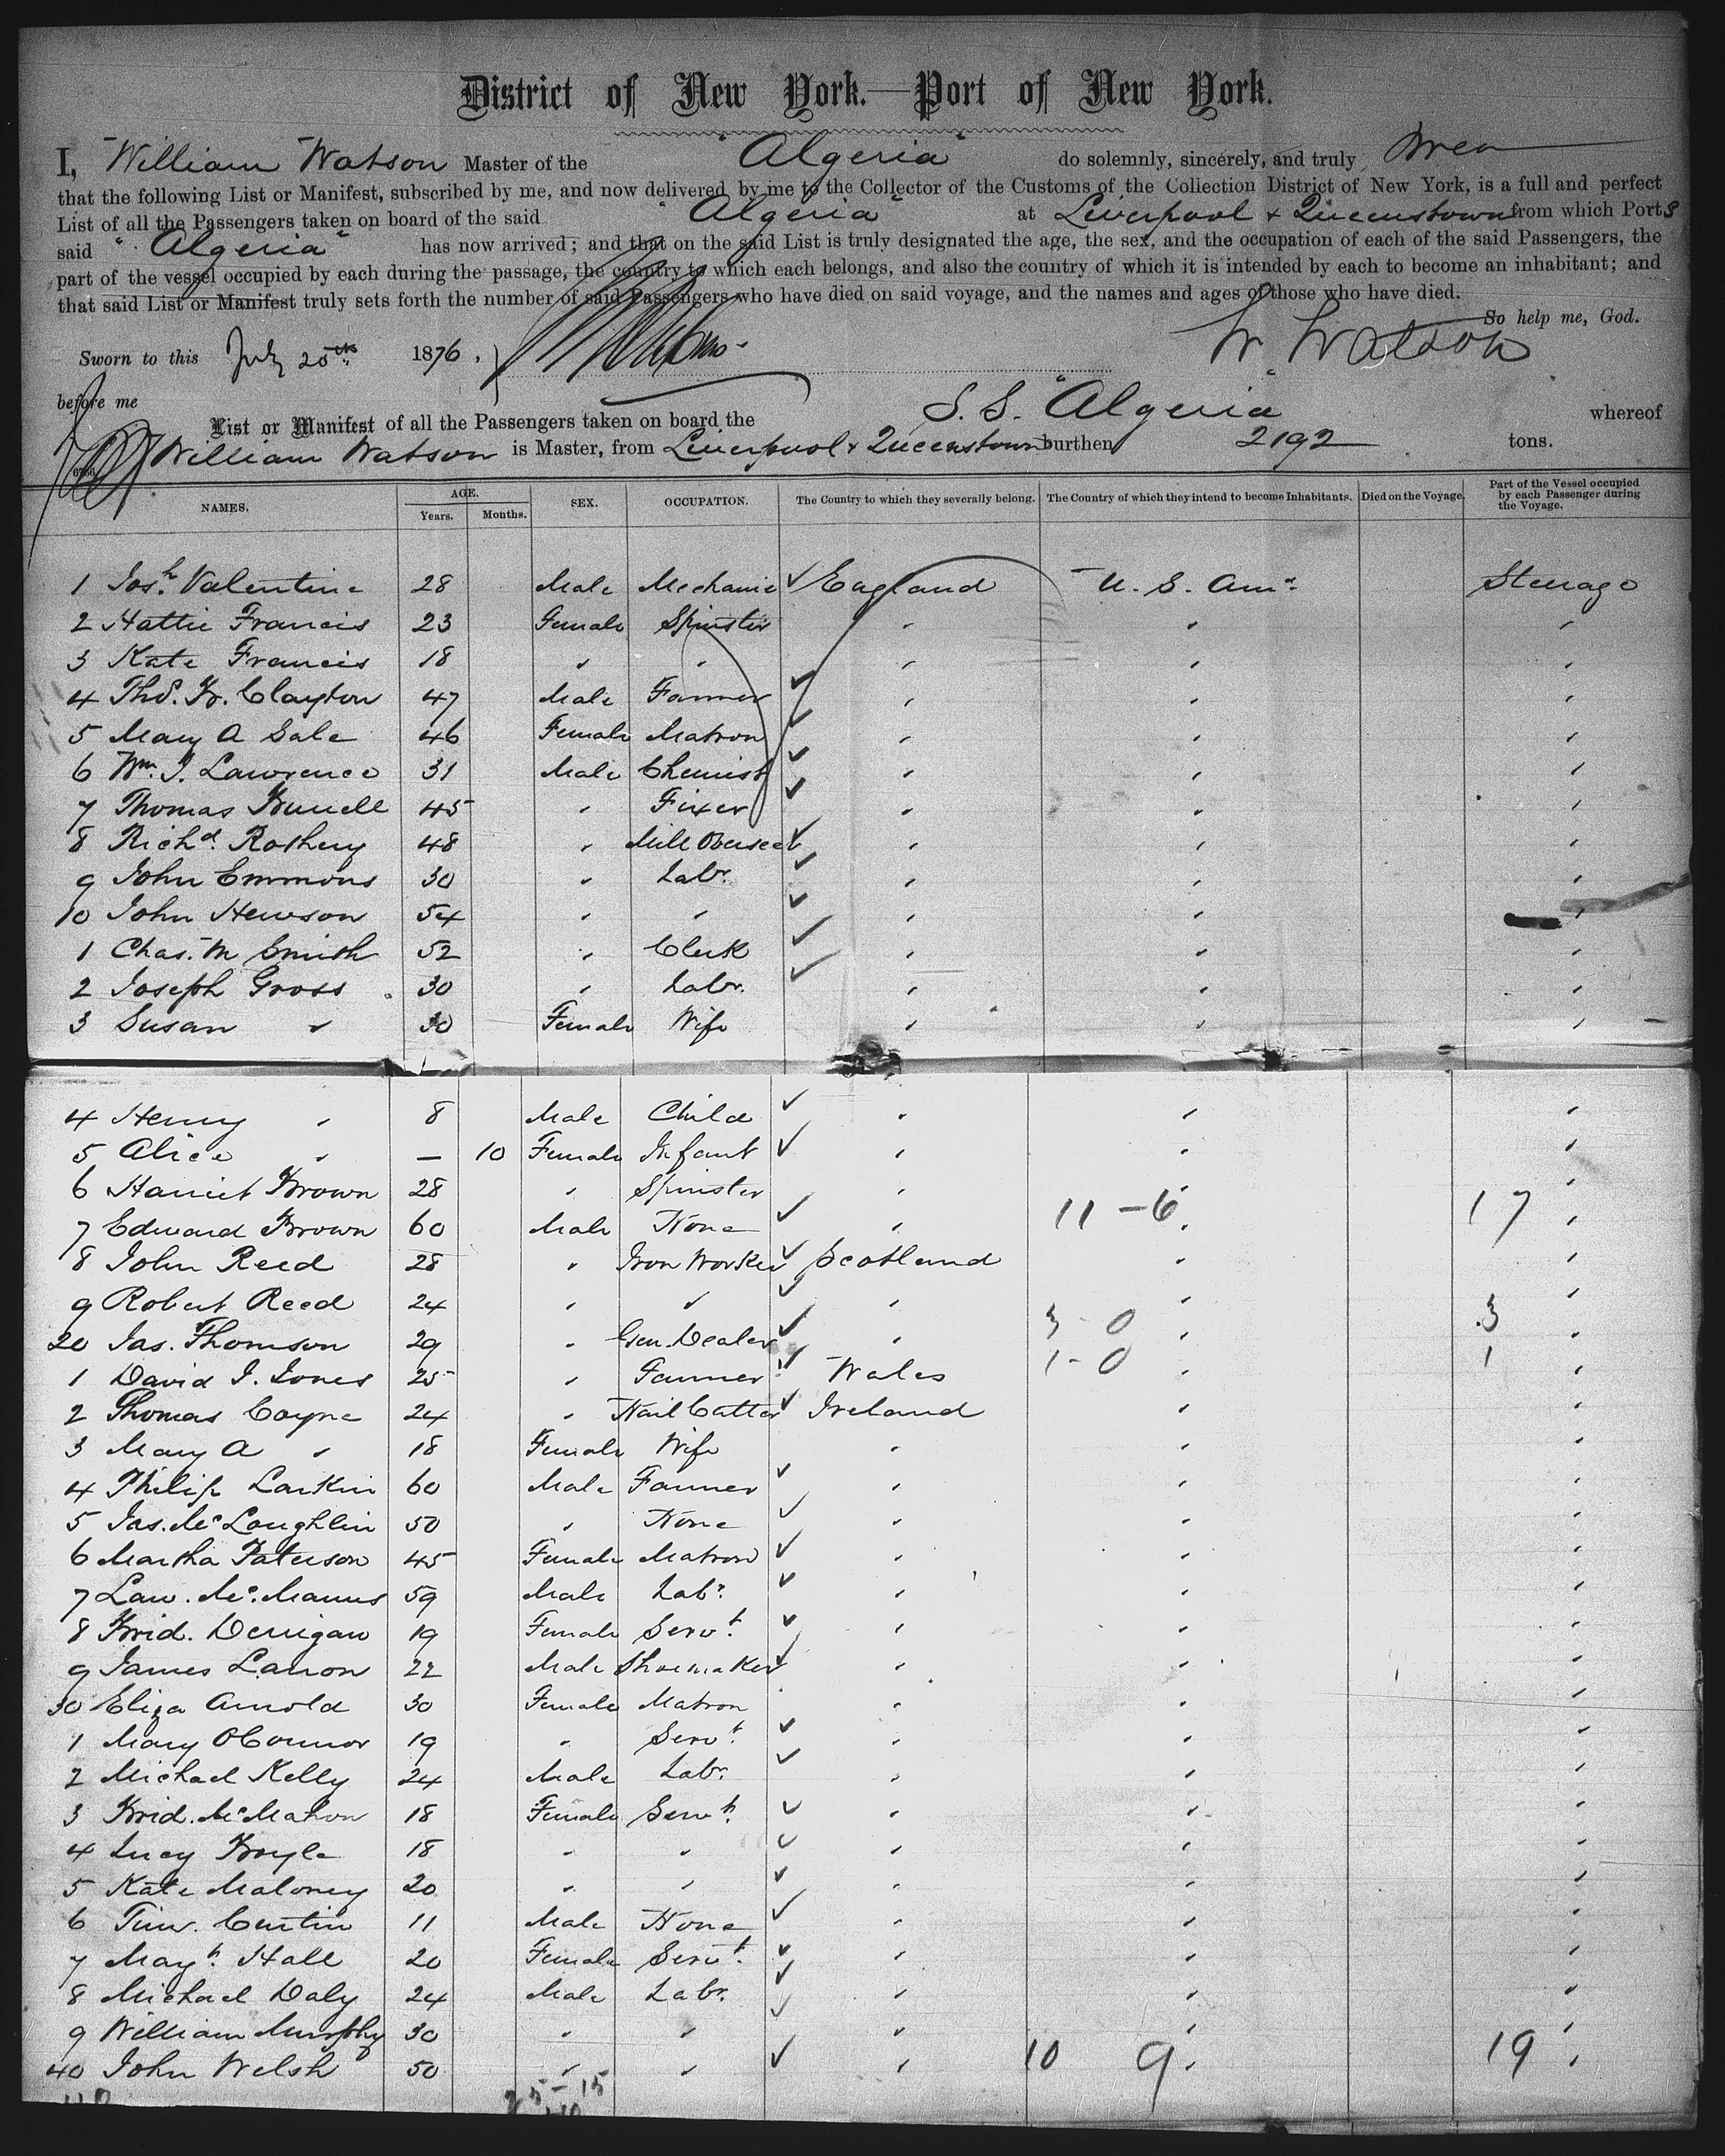 District of New York.—Port of New York.
I, William Watson Master of the "Algeria" do solemnly, sincerely, and truly swear
that the following List or Manifest, subscribed by me, and now delivered by me to the Collector of the Customs of the Collection District of New York, is a full and perfect
List of all the Passengers taken on board of the said "Algeria" at Liverpool & Queenstown from which Ports
said "Algeria" has now arrived; and that on the said List is truly designated the age, the sex, and the occupation of each of the said Passengers, the
part of the vessel occupied by each during the passage, the country to which each belongs, and also the country of which it is intended by each to become an inhabitant; and
that said List or Manifest truly sets forth the number of said Passengers who have died on said voyage, and the names and ages of those who have died.
So help me, God.
Sworn to this July 20th 1876. W Watson
before me
List or Manifest of all the Passengers taken on board the S. S. "Algeria" whereof
William Watson is Master, from Liverpool & Queenstown burthen 2192 tons.
NAMES. AGE. Years. Months. SEX. OCCUPATION. The Country to which they severally belong. The Country of which they intend to become Inhabitants. Died on the Voyage. Part of the Vessel occupied by each Passenger during the Voyage.
1 Josh. Valentine 28 Male Mechanic England U. S. Ama. Steerage
2 Hattie Francis 23 Female Spinster " " "
3 Kate Francis 18 " " " " "
4 Thos. Clayton 47 Male Farmer " " "
5 Mary A Sale 46 Female Matron " " "
6 Wm. J. Lawrence 31 Male Chemist " " "
7 Thomas 45 " Fixer " " "
8 Richd. Rothery 48 " Mill Overseer " " "
9 John Emmons 30 " Labr. " " "
10 John Hewson 54 " " " " "
1 Chas. M Smith 52 " Clerk " " "
2 Joseph Gross 30 " Labr. " " "
3 Susan " 30 Female Wife " " "
4 Henry " 8 Male Child " " "
5 Alice " — 10 Female Infant " " "
6 Harriet Brown 28 " Spinster " " "
7 Edward Brown 60 Male None " 11-6 " 17 "
8 John Reed 28 " Iron Worker Scotland " "
9 Robert Reed 24 " " " " "
20 Jas. Thomson 29 " Gen. Dealer " 3-0 " 3 "
1 David J. Jones 25 " Farmer Wales 1-0 " 1 "
2 Thomas Coyne 24 " Nail Cutter Ireland " "
3 Mary A " 18 Female Wife " " "
4 Philip Larkin 60 Male Farmer " " "
5 Jas. McLoughlin 50 " None " " "
6 Martha Paterson 45 Female Matron " " "
7 Law. McManus 59 Male Labr. " " "
8 Brid. Derrigan 19 Female Servt. " " "
9 James Larron 22 Male Shoemaker " " "
30 Eliza Arnold 30 Female Matron " " "
1 Mary O'Connor 19 " Servt. " " "
2 Michael Kelly 24 Male Labr. " " "
3 Brid. McMahon 18 Female Servt. " " "
4 Lucy Boyle 18 " " " " "
5 Kate Maloney 20 " " " " "
6 Timy. Curtin 11 Male None " " "
7 Magt. Hall 20 Female Servt. " " "
8 Michael Daly 24 Male Labr. " " "
9 William Murphy 30 " " " " "
40 John Welsh 50 " " " 10 9 " 19 "
25-15